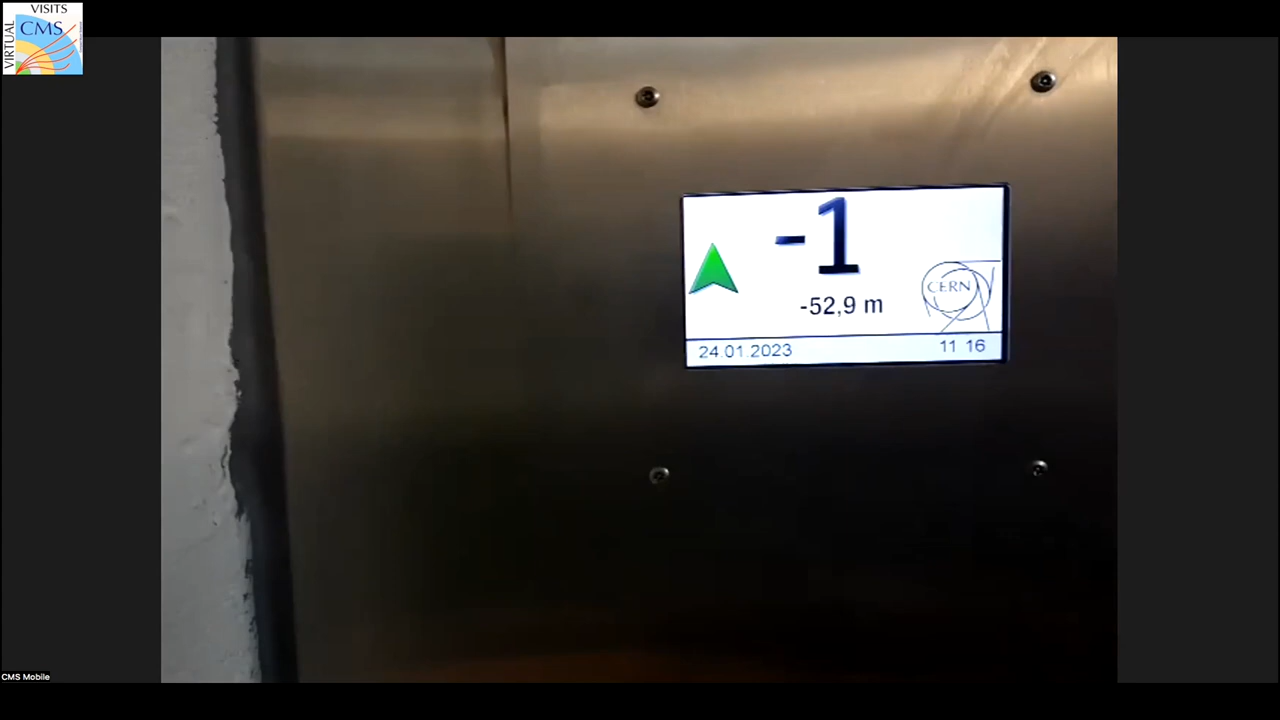 VISITS
CMS
VIRTUAL
-1
-52,9 m
CERN
24.01.2023
11 16
CMS Mobile